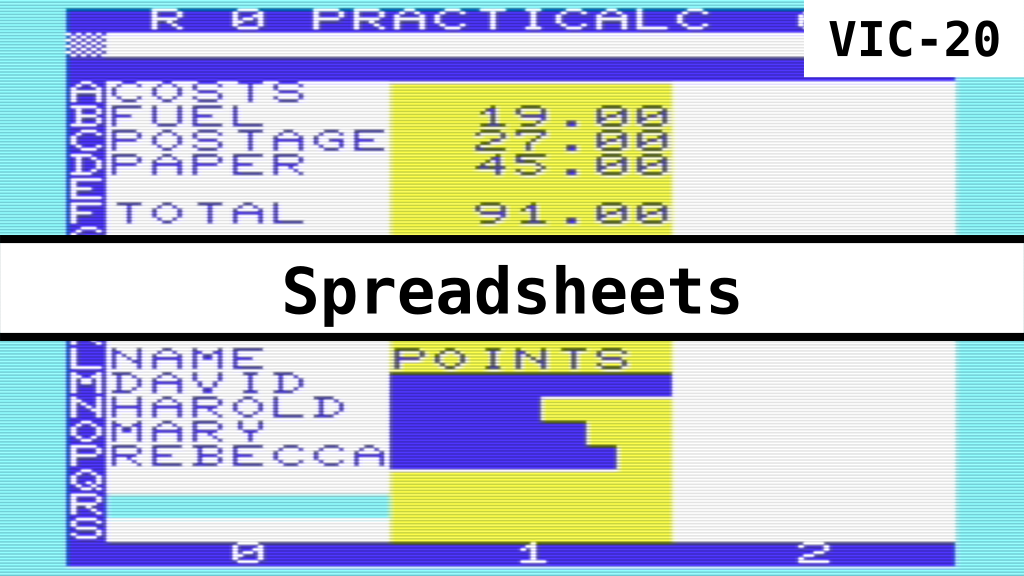 R 0 PRACTICALC
VIC-20
A COSTS
B FUEL 19.00
C POSTAGE 27.00
D PAPER 45.00
E
F TOTAL 91.00
Spreadsheets
L NAME POINTS
M DAVID
N HAROLD
O MARY
P REBECCA
Q
R
S
0 1 2